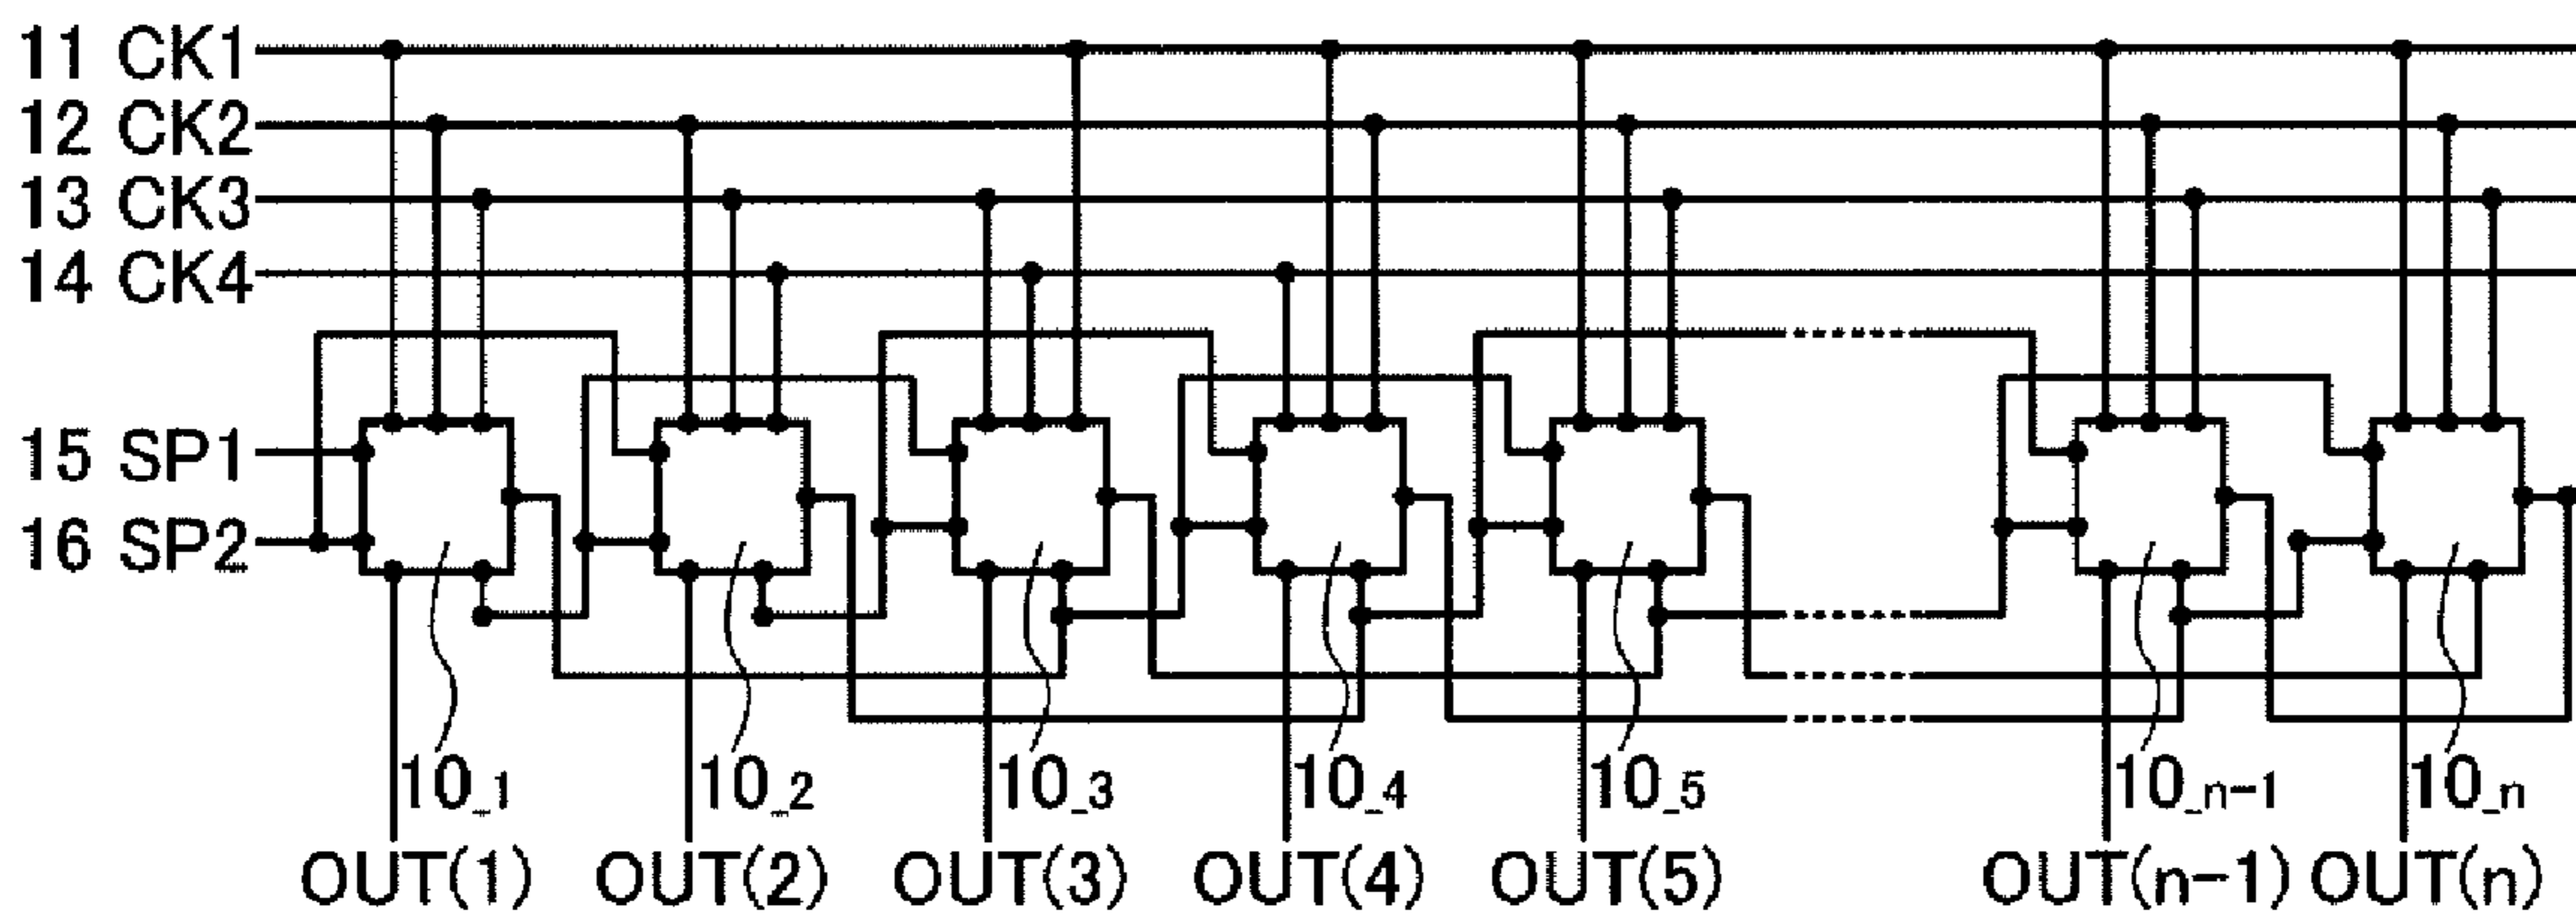 11 CK1
12 CK2
13 CK3
14 CK4
15 SP1
16 SP2
10_1 10_2 10_3 10_4 10_5 10_n-1 10_n
OUT(1) OUT(2) OUT(3) OUT(4) OUT(5) OUT(n-1) OUT(n)